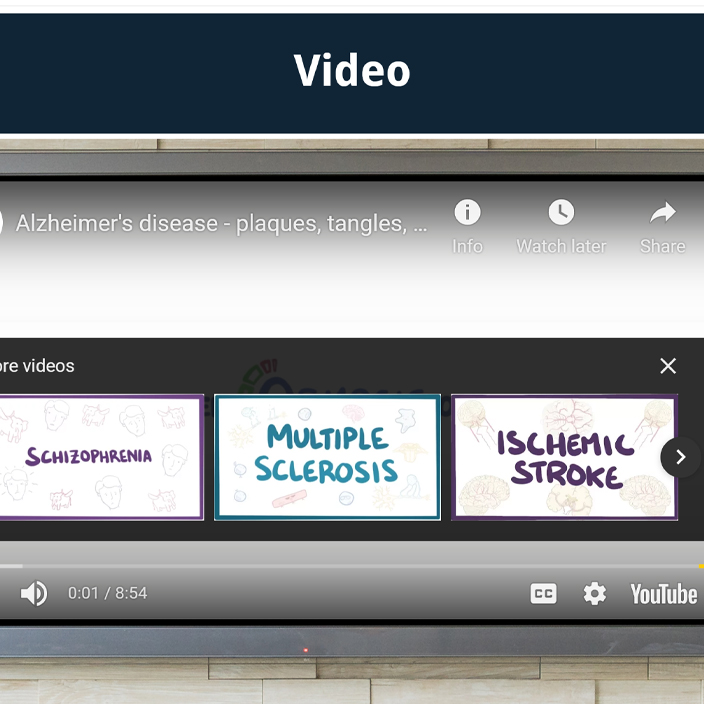 Video
Alzheimer's disease - plaques, tangles, ...
Info
Watch later
Share
re videos
SCHIZOPHRENIA
MULTIPLE
SCLEROSIS
ISCHEMIC
STROKE
0:01 / 8:54
CC
YouTube